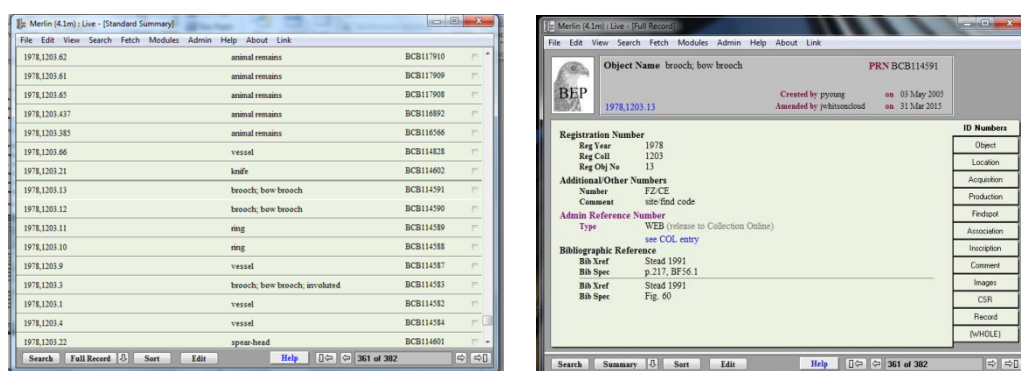 Merlin (4.1m) : Live - [Standard Summary]
File Edit View Search Fetch Modules Admin Help About Link
1978,1203.62 animal remains BCB117910
1978,1203.61 animal remains BCB117909
1978,1203.65 animal remains BCB117908
1978,1203.437 animal remains BCB116892
1978,1203.385 animal remains BCB116566
1978,1203.66 vessel BCB114828
1978,1203.21 knife BCB114602
1978,1203.13 brooch; bow brooch BCB114591
1978,1203.12 brooch; bow brooch BCB114590
1978,1203.11 ring BCB114589
1978,1203.10 ring BCB114588
1978,1203.9 vessel BCB114587
1978,1203.3 brooch; brooch; involuted BCB114583
1978,1203.1 vessel BCB114582
1978,1203.4 vessel BCB114584
1978,1203.22 spear-head BCB114601
Search Full Record Sort Edit Help 361 of 382
Merlin (4.1m) : Live - [Full Record]
File Edit View Search Fetch Modules Admin Help About Link
Object Name brooch; bow brooch PRN BCB114591
BEP
Created by pyoung on 03 May 2005
1978,1203.13 Amended by jwhitsoncloud on 31 Mar 2015
Registration Number
Reg Year 1978
Reg Coll 1203
Reg Obj No 13
Additional/Other Numbers
Number FZ/CE
Comment site/find code
Admin Reference Number
Type WEB (release to Collection Online)
see COL entry
Bibliographic Reference
Bib Xref Stead 1991
Bib Spec p.217, BF56.1
Bib Xref Stead 1991
Bib Spec Fig. 60
ID Numbers
Object
Location
Acquisition
Production
Findspot
Association
Inscription
Comment
Images
CSR
Record
(WHOLE)
Search Summary Sort Edit Help 361 of 382